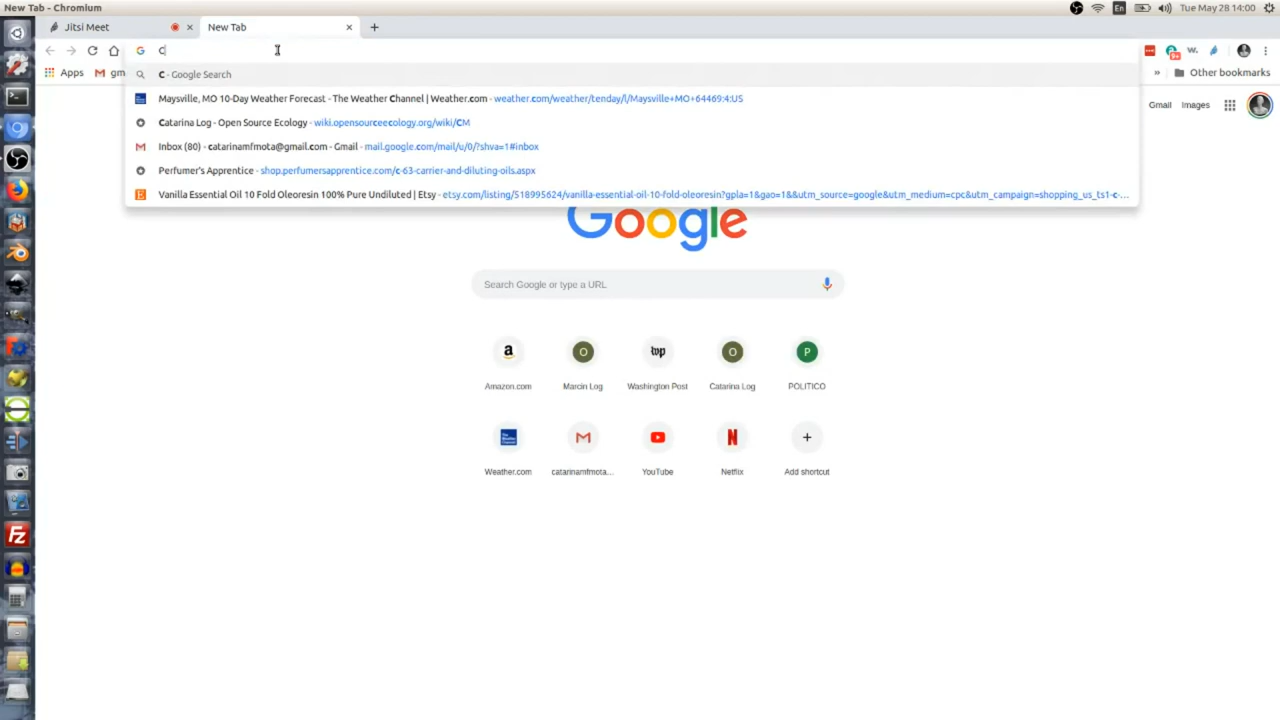 New Tab - Chromium
En
Tue May 28 14:00
Jitsi Meet
New Tab
C
Apps
gm
Other bookmarks
C - Google Search
Maysville, MO 10-Day Weather Forecast - The Weather Channel | Weather.com - weather.com/weather/tenday/l/Maysville+MO+64469:4:US
Catarina Log - Open Source Ecology - wiki.opensourceecology.org/wiki/CM
Inbox (80) - catarinamfmota@gmail.com - Gmail - mail.google.com/mail/u/0/?shva=1#inbox
Perfumer's Apprentice - shop.perfumersapprentice.com/c-63-carrier-and-diluting-oils.aspx
Vanilla Essential Oil 10 Fold Oleoresin 100% Pure Undiluted | Etsy - etsy.com/listing/518995624/vanilla-essential-oil-10-fold-oleoresin?gpla=1&gao=1&&utm_source=google&utm_medium=cpc&utm_campaign=shopping_us_ts1-c-...
Gmail
Images
Google
Search Google or type a URL
a
O
wp
O
P
Amazon.com
Marcin Log
Washington Post
Catarina Log
POLITICO
Weather.com
catarinamfmota...
YouTube
Netflix
Add shortcut
Fz